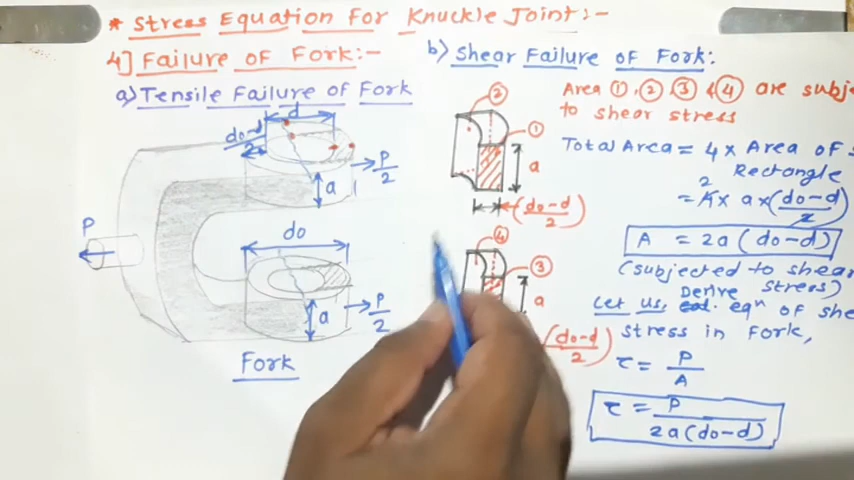 * Stress Equation For Knuckle Joint:-
4] Failure of Fork:-
a) Tensile Failure of Fork
d
do-d
2
P/2
a
P
do
a
P/2
Fork
b) Shear Failure of Fork:
②
①
a
(do-d/2)
④
③
a
(do-d/2)
Area ①, ②, ③ & ④ are
to shear stress
Total Area = 4 x Area of
Rectangle
= 4 x a x (do-d)/2
2
A = 2a (do-d)
(subjected to shear
stress)
Let us, Derive eqn of
stress in Fork,
τ = P/A
τ = P/2a(do-d)